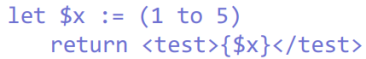 let $x := (1 to 5)
return <test>{$x}</test>